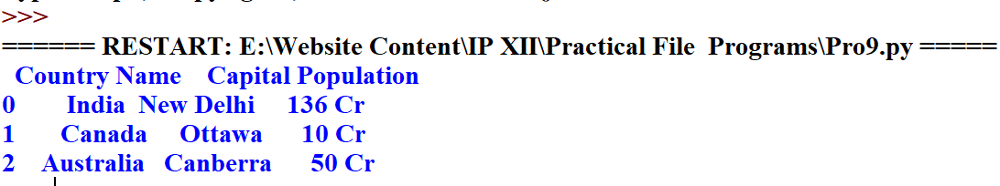 >>>
====== RESTART: E:\Website Content\IP XII\Practical File  Programs\Pro9.py =====
  Country Name    Capital Population
0        India  New Delhi     136 Cr
1       Canada     Ottawa      10 Cr
2    Australia   Canberra      50 Cr